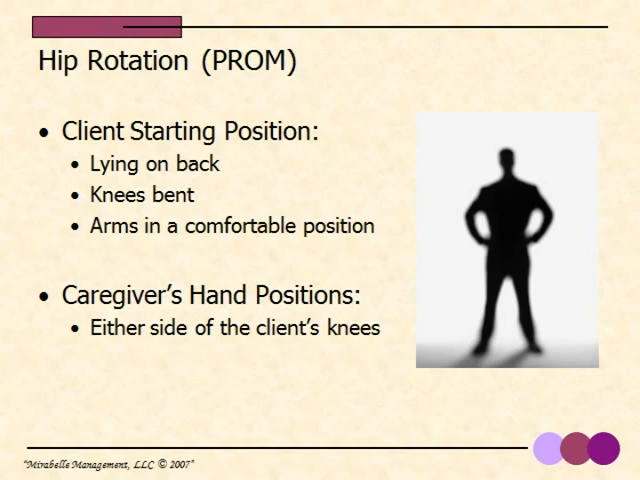 Hip Rotation (PROM)
• Client Starting Position:
• Lying on back
• Knees bent
• Arms in a comfortable position
• Caregiver’s Hand Positions:
• Either side of the client’s knees
“Mirabelle Management, LLC © 2007”